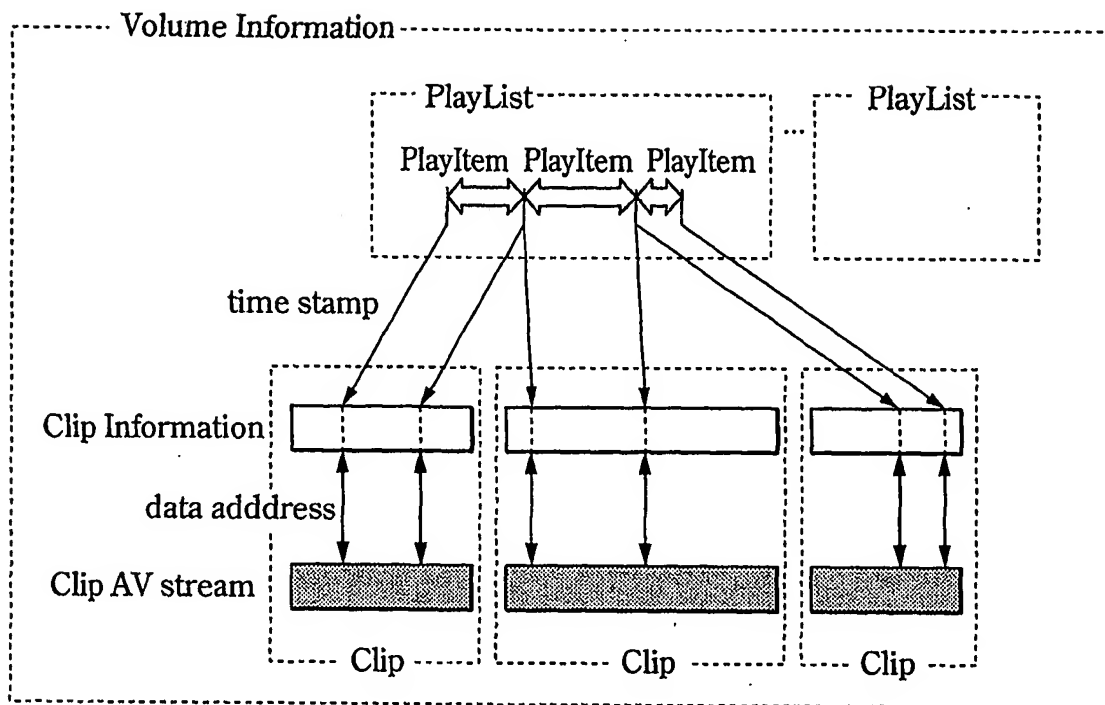 Volume Information
PlayList
PlayList
...
PlayItem PlayItem PlayItem
time stamp
Clip Information
data adddress
Clip AV stream
Clip
Clip
Clip